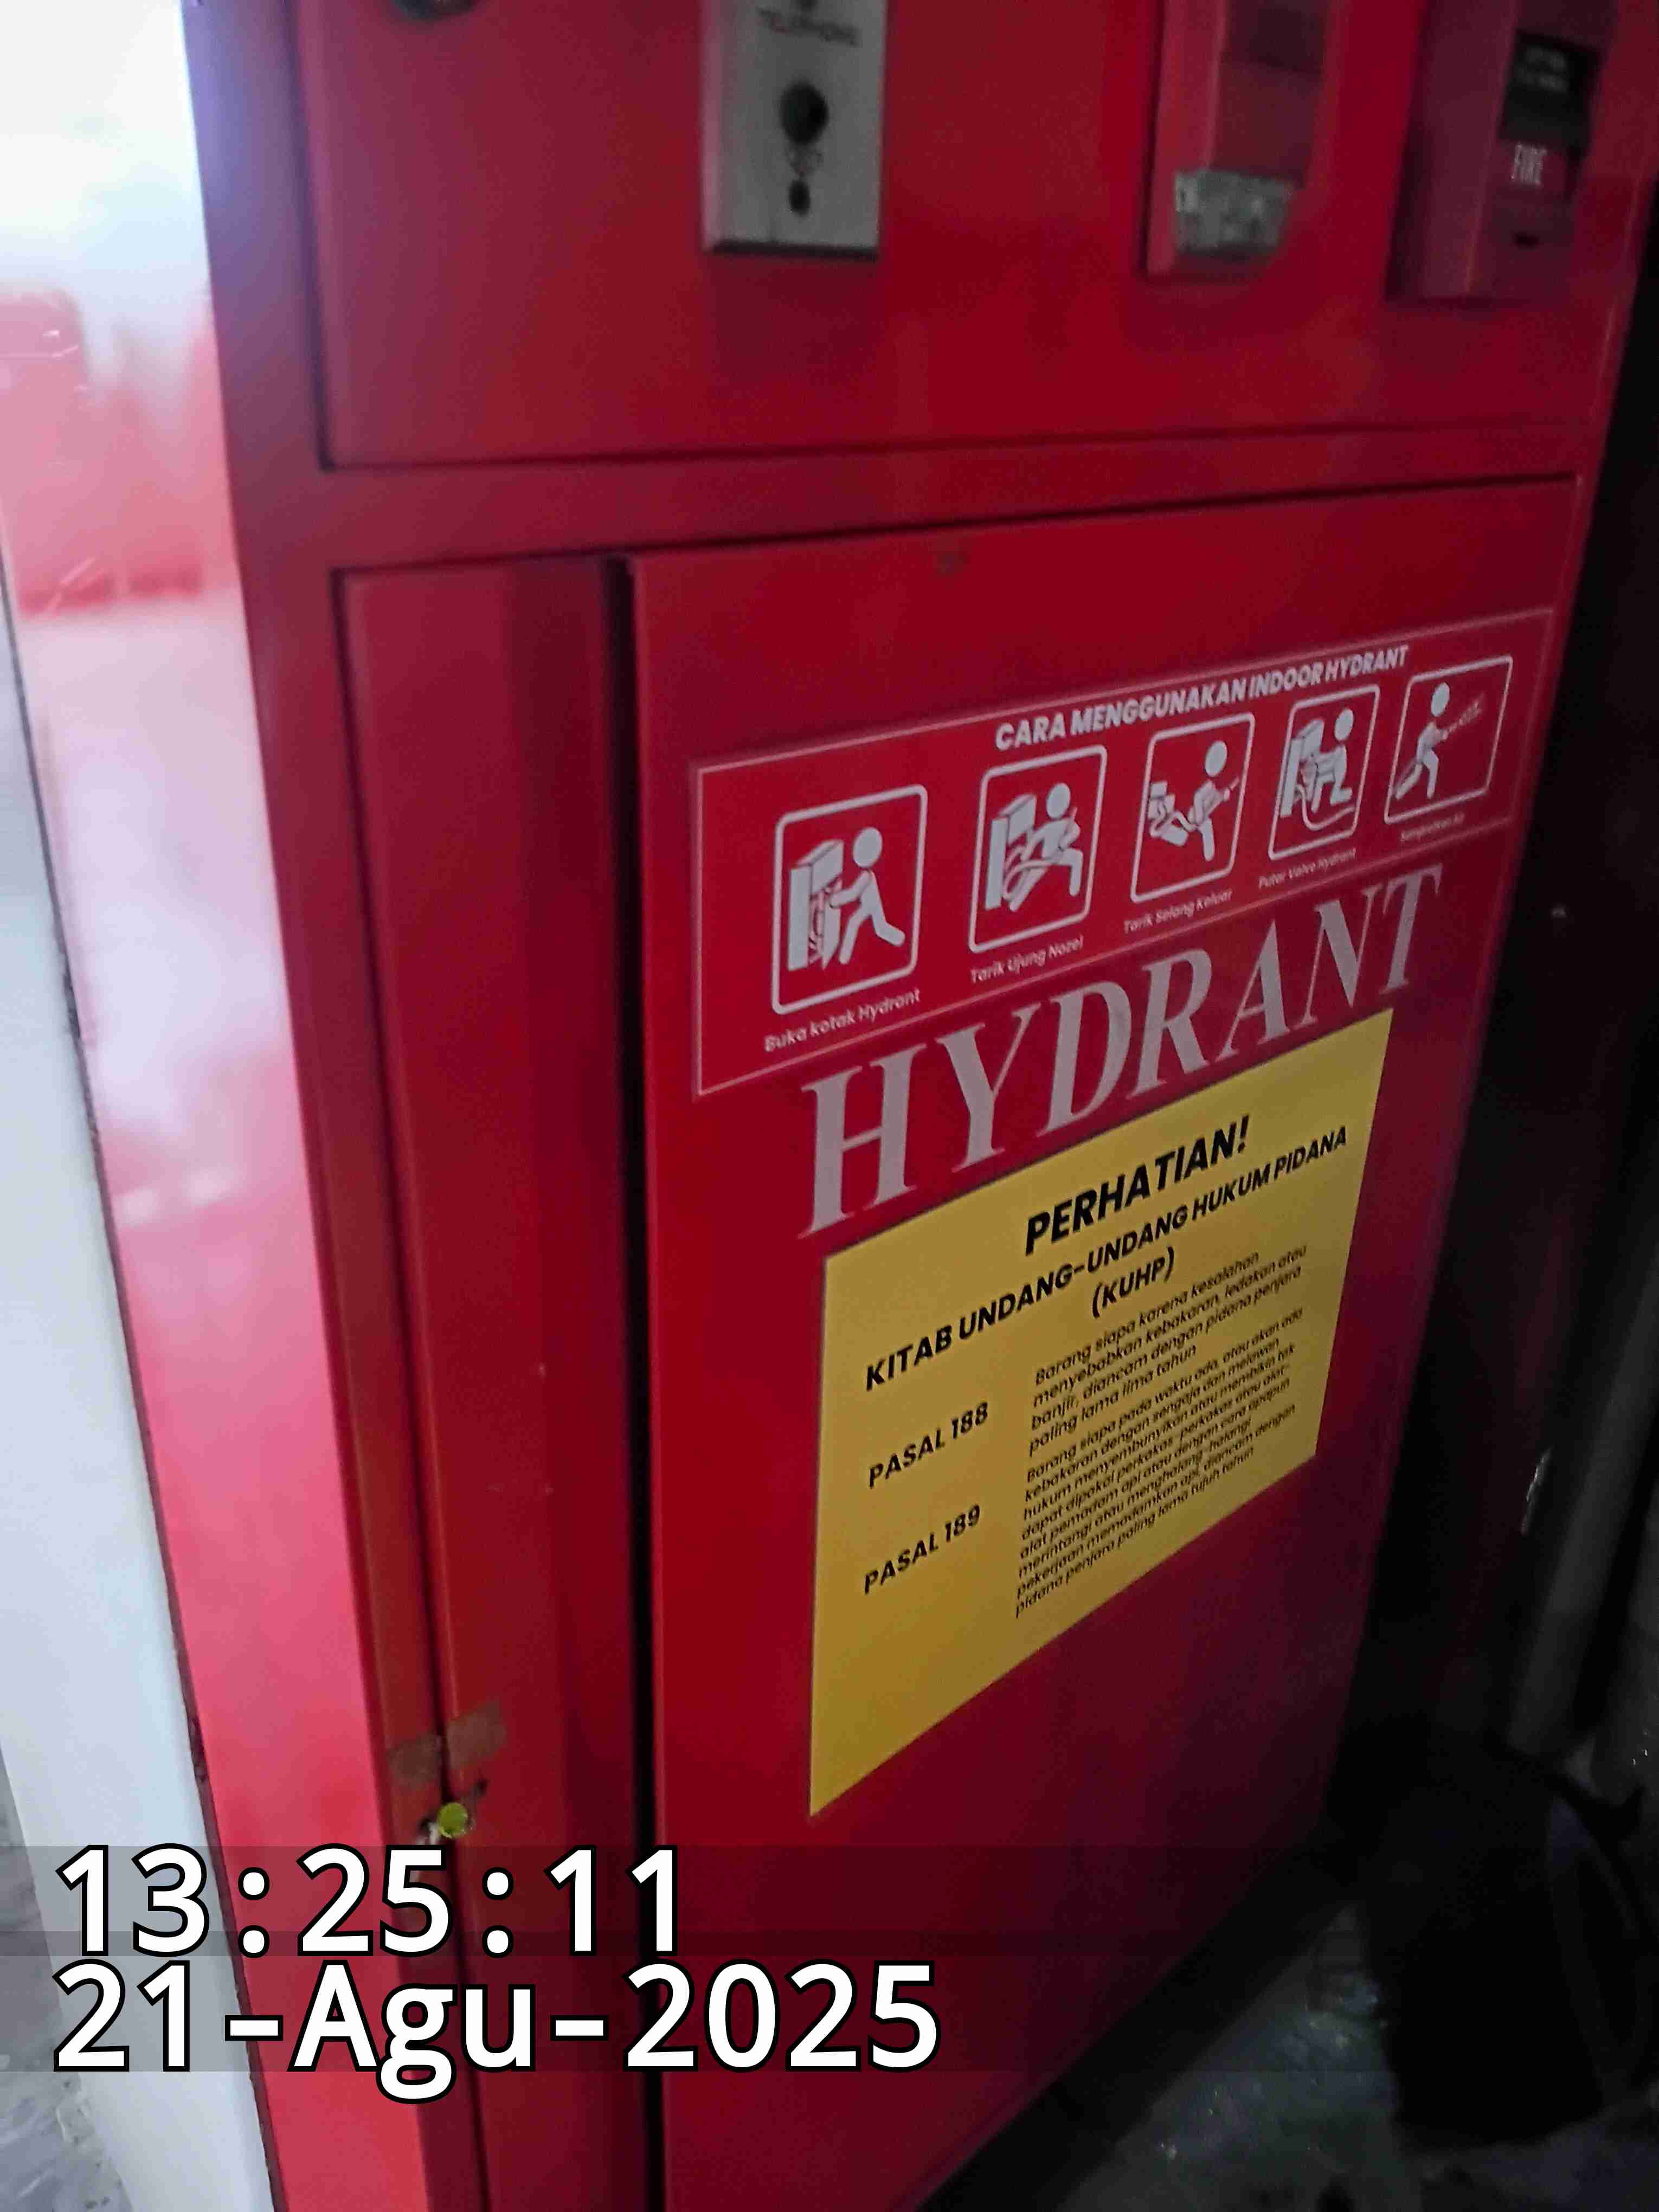 TELEPHONE
FIRE
CARA MENGGUNAKAN INDOOR HYDRANT
Buka kotak Hydrant
Tarik Ujung Nozel
Tarik Selang Keluar
Putar Valve Hydrant
Semprotkan Air
HYDRANT
PERHATIAN!
KITAB UNDANG-UNDANG HUKUM PIDANA
(KUHP)
PASAL 188
Barang siapa karena kesalahan
menyebabkan kebakaran, ledakan atau
banjir, diancam dengan pidana penjara
paling lama lima tahun
PASAL 189
Barang siapa pada waktu ada, atau akan ada
kebakaran dengan sengaja dan melawan
hukum menyembunyikan atau membikin tak
dapat dipakai perkakas-perkakas atau alat-
alat pemadam api atau dengan cara apapun
merintangi atau menghalang-halangi
pekerjaan memadamkan api, diancam dengan
pidana penjara paling lama tujuh tahun
13:25:11
21-Agu-2025